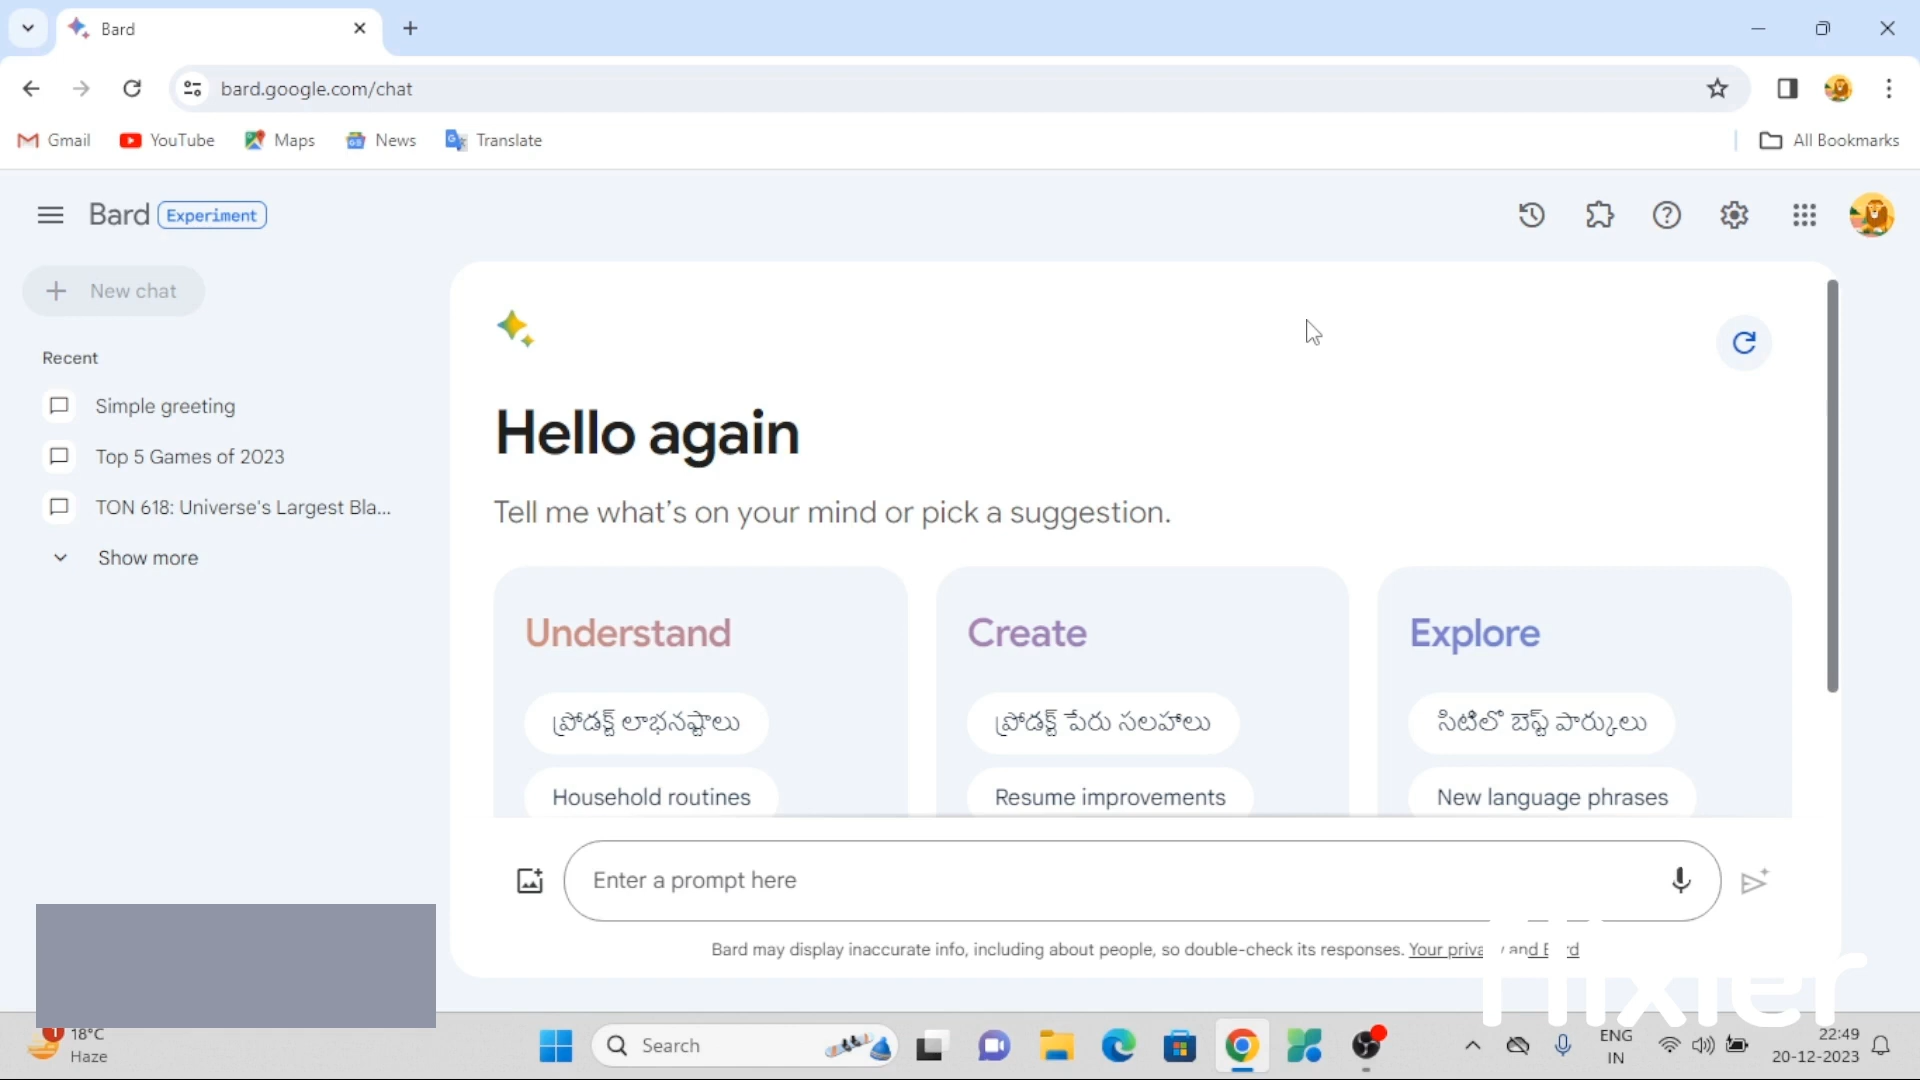 Bard
bard.google.com/chat
Gmail
YouTube
Maps
News
Translate
All Bookmarks
Bard
Experiment
New chat
Recent
Simple greeting
Top 5 Games of 2023
TON 618: Universe's Largest Bla...
Show more
Hello again
Tell me what's on your mind or pick a suggestion.
Understand
ప్రోడక్ట్ లాభనష్టాలు
Household routines
Create
ప్రోడక్ట్ పేరు సలహాలు
Resume improvements
Explore
సిటిలో బెస్ట్ పార్కులు
New language phrases
Enter a prompt here
Bard may display inaccurate info, including about people, so double-check its responses. Your and
18°C
Haze
Search
ENG
IN
22:49
20-12-2023